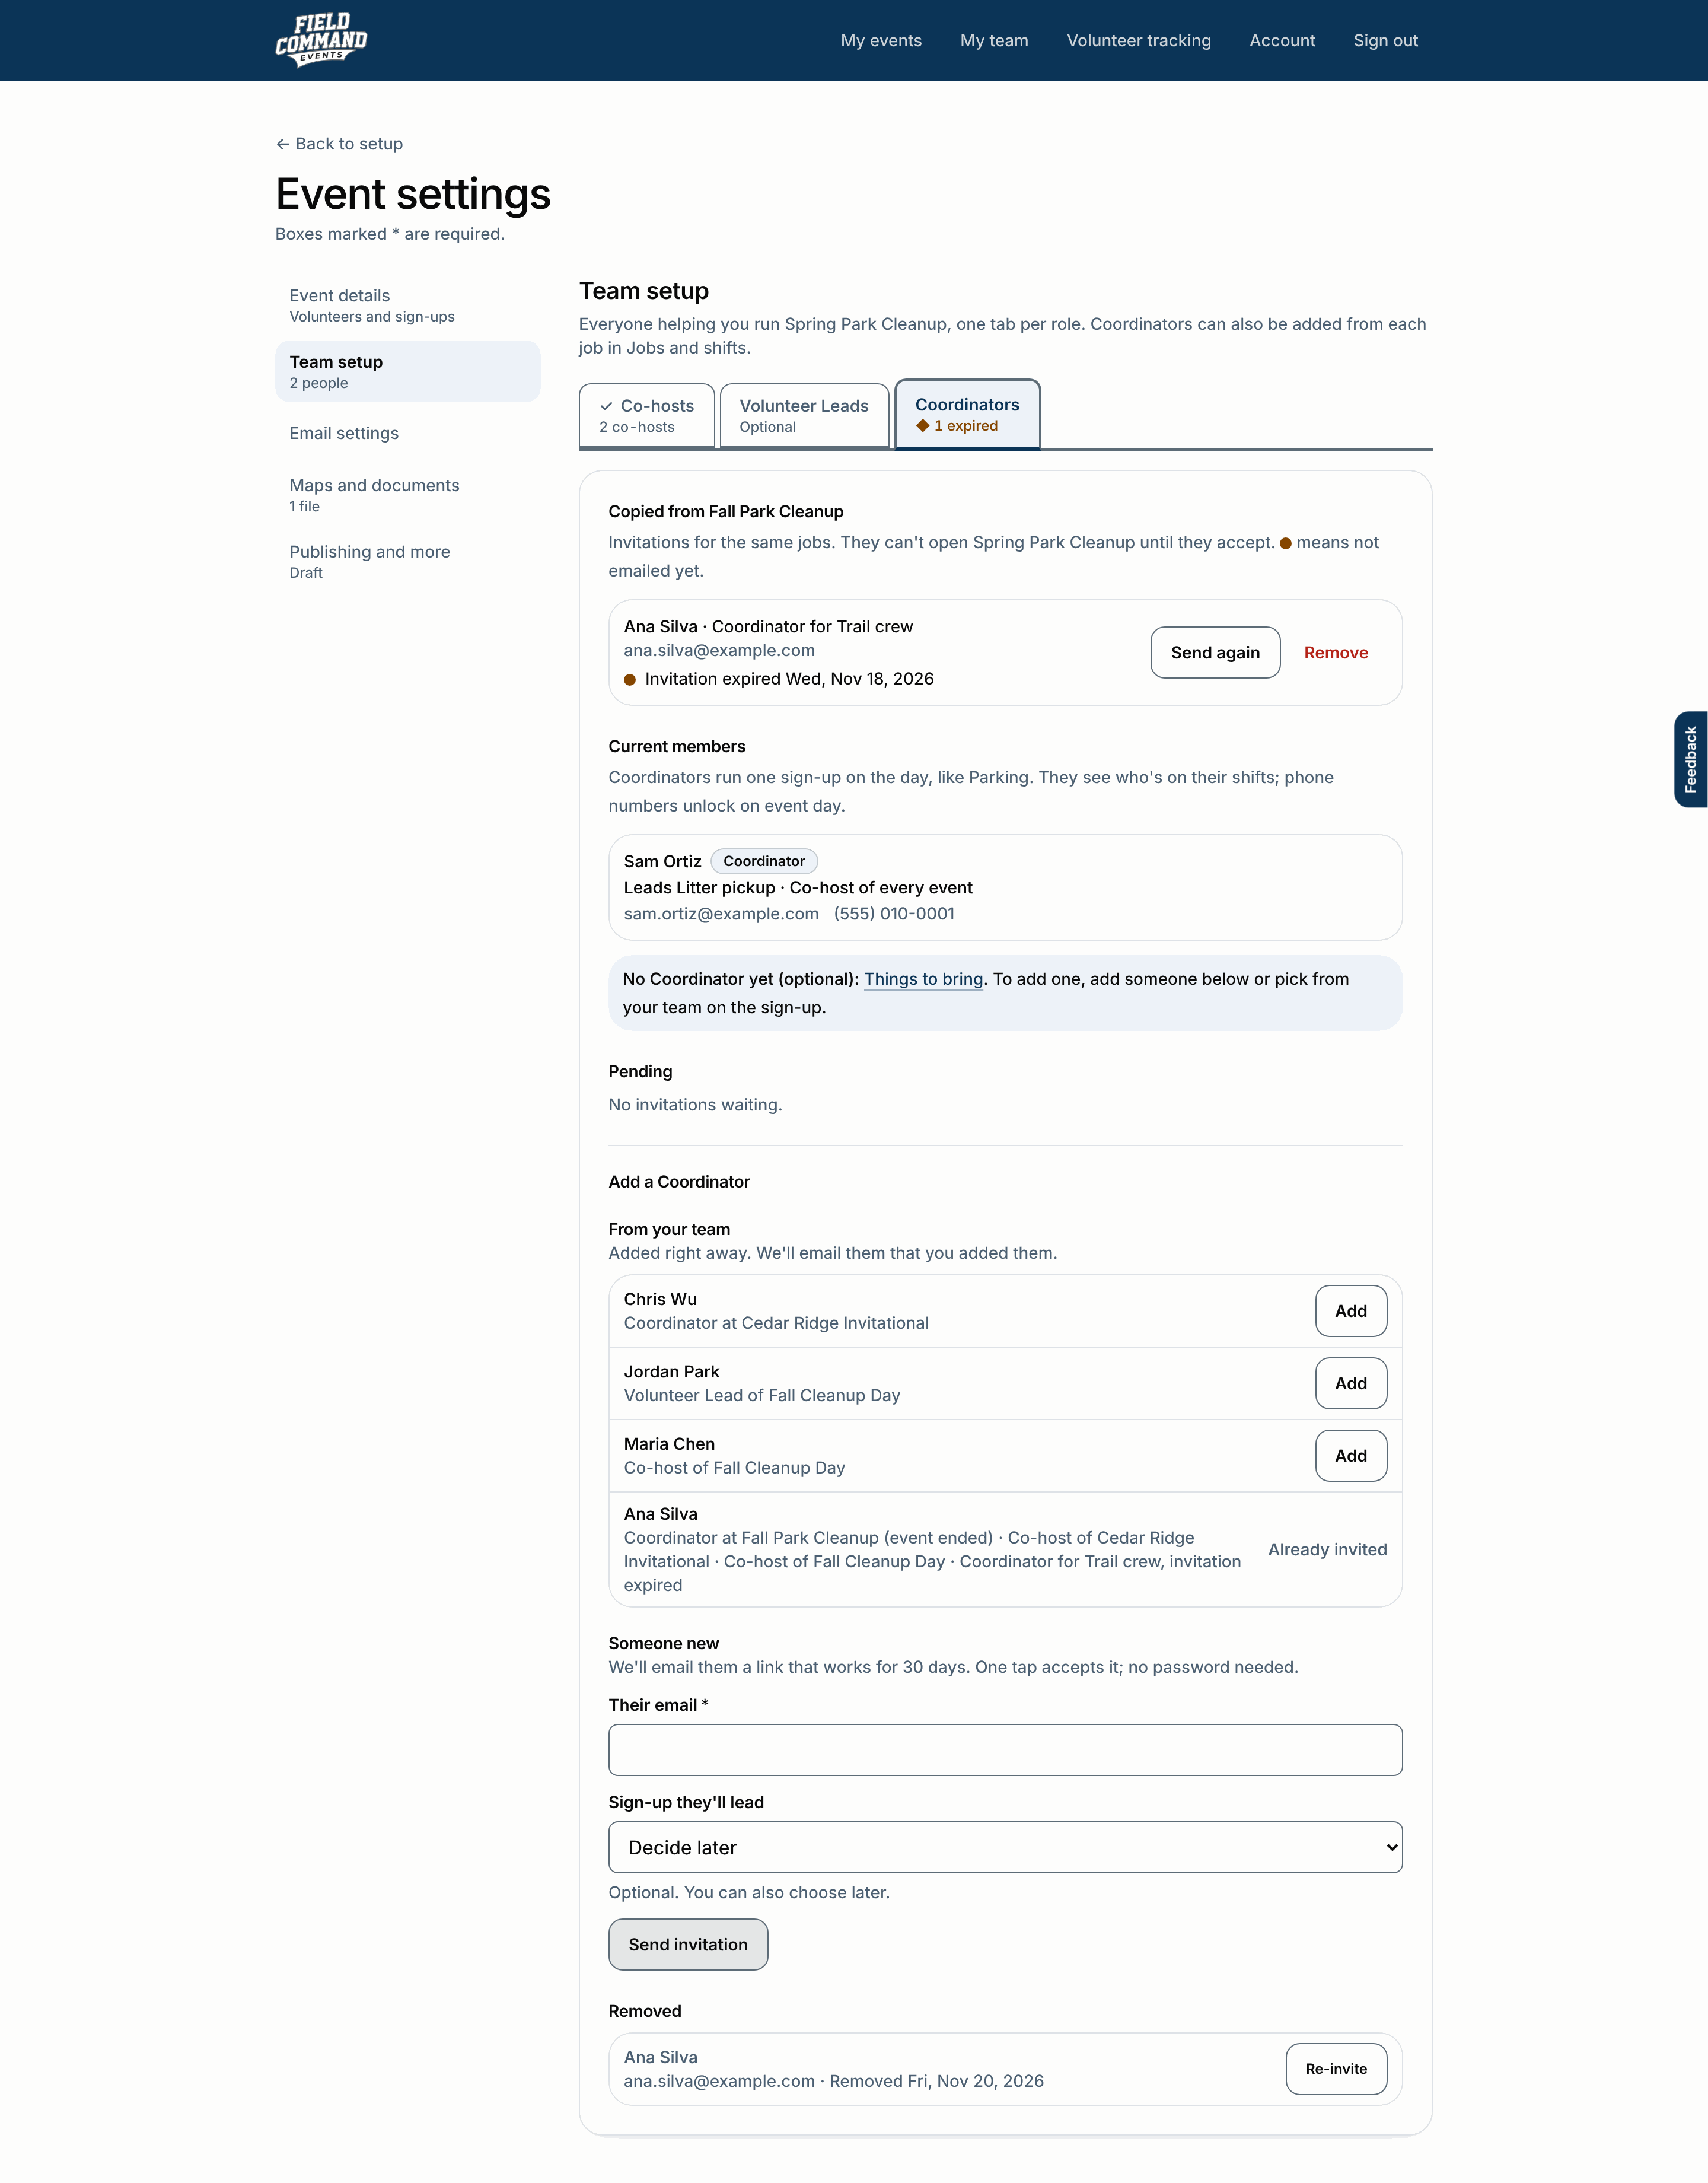 FIELD
COMMAND
EVENTS
My events
My team
Volunteer tracking
Account
Sign out
← Back to setup
Event settings
Boxes marked * are required.
Event details
Volunteers and sign-ups
Team setup
2 people
Email settings
Maps and documents
1 file
Publishing and more
Draft
Team setup
Everyone helping you run Spring Park Cleanup, one tab per role. Coordinators can also be added from each
job in Jobs and shifts.
✓ Co-hosts
2 co-hosts
Volunteer Leads
Optional
Coordinators
◆ 1 expired
Copied from Fall Park Cleanup
Invitations for the same jobs. They can't open Spring Park Cleanup until they accept. ● means not
emailed yet.
Ana Silva · Coordinator for Trail crew
ana.silva@example.com
● Invitation expired Wed, Nov 18, 2026
Send again
Remove
Current members
Coordinators run one sign-up on the day, like Parking. They see who's on their shifts; phone
numbers unlock on event day.
Sam Ortiz Coordinator
Leads Litter pickup · Co-host of every event
sam.ortiz@example.com (555) 010-0001
No Coordinator yet (optional): Things to bring. To add one, add someone below or pick from
your team on the sign-up.
Pending
No invitations waiting.
Add a Coordinator
From your team
Added right away. We'll email them that you added them.
Chris Wu
Coordinator at Cedar Ridge Invitational
Add
Jordan Park
Volunteer Lead of Fall Cleanup Day
Add
Maria Chen
Co-host of Fall Cleanup Day
Add
Ana Silva
Coordinator at Fall Park Cleanup (event ended) · Co-host of Cedar Ridge
Invitational · Co-host of Fall Cleanup Day · Coordinator for Trail crew, invitation
expired
Already invited
Someone new
We'll email them a link that works for 30 days. One tap accepts it; no password needed.
Their email *
Sign-up they'll lead
Decide later
Optional. You can also choose later.
Send invitation
Removed
Ana Silva
ana.silva@example.com · Removed Fri, Nov 20, 2026
Re-invite
Feedback